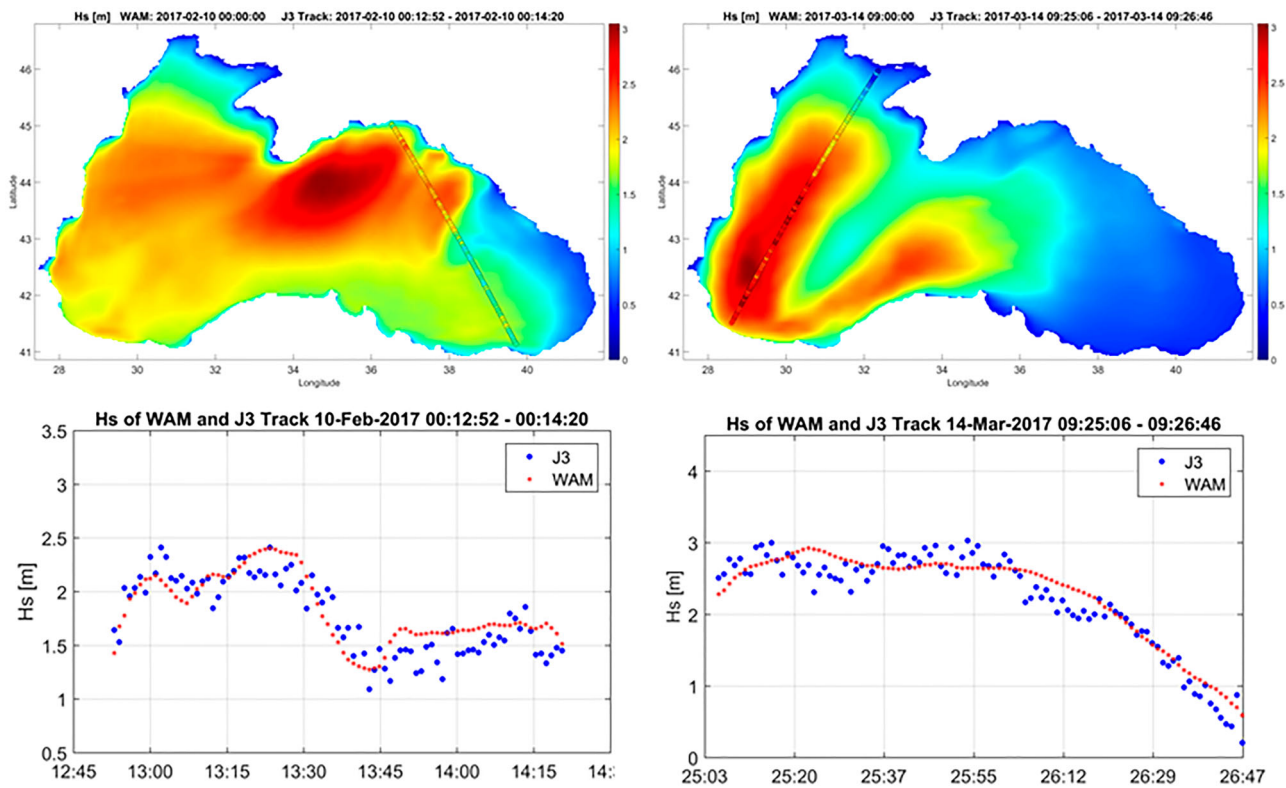 Hs [m] WAM: 2017-02-10 00:00:00 J3 Track: 2017-02-10 00:12:52 - 2017-02-10 00:14:20
46
45
44
43
42
41
Latitude
28 30 32 34 36 38 40
Longitude
3
2.5
2
1.5
1
0.5
0
Hs [m] WAM: 2017-03-14 09:00:00 J3 Track: 2017-03-14 09:25:06 - 2017-03-14 09:26:46
46
45
44
43
42
41
Latitude
28 30 32 34 36 38 40
Longitude
3
2.5
2
1.5
1
0.5
0
Hs of WAM and J3 Track 10-Feb-2017 00:12:52 - 00:14:20
3.5
3
2.5
2
1.5
1
0.5
Hs [m]
J3
WAM
12:45 13:00 13:15 13:30 13:45 14:00 14:15 14:3
Hs of WAM and J3 Track 14-Mar-2017 09:25:06 - 09:26:46
4
3
2
1
0
Hs [m]
J3
WAM
25:03 25:20 25:37 25:55 26:12 26:29 26:47